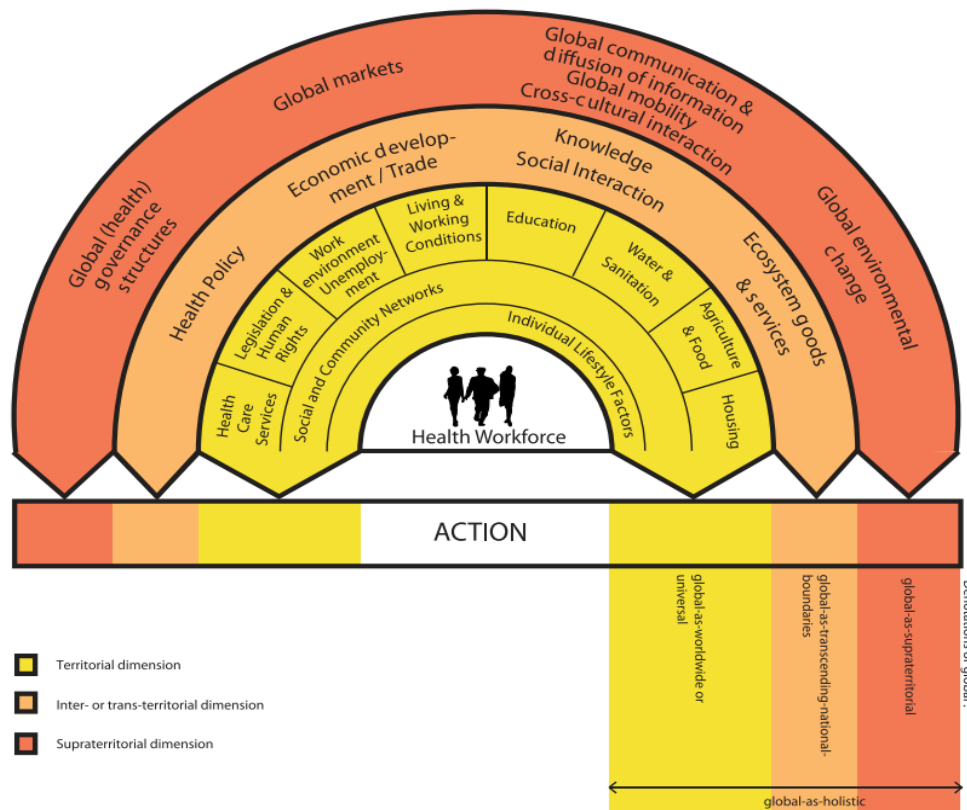 Global (health)
governance
structures
Global markets
Global communication &
diffusion of information
Global mobility
Cross-cultural interaction
Global environmental
change
Health Policy
Economic develop-
ment / Trade
Knowledge
Social Interaction
Ecosystem goods
& services
Health
Care
Services
Legislation &
Human
Rights
Work
environment
Unemploy-
ment
Living &
Working
Conditions
Education
Water &
Sanitation
Agriculture
& Food
Housing
Social and Community Networks
Individual Lifestyle Factors
Health Workforce
ACTION
global-as-worldwide or
universal
global-as-transcending-national-
boundaries
global-as-supraterritorial
global-as-holistic
Territorial dimension
Inter- or trans-territorial dimension
Supraterritorial dimension